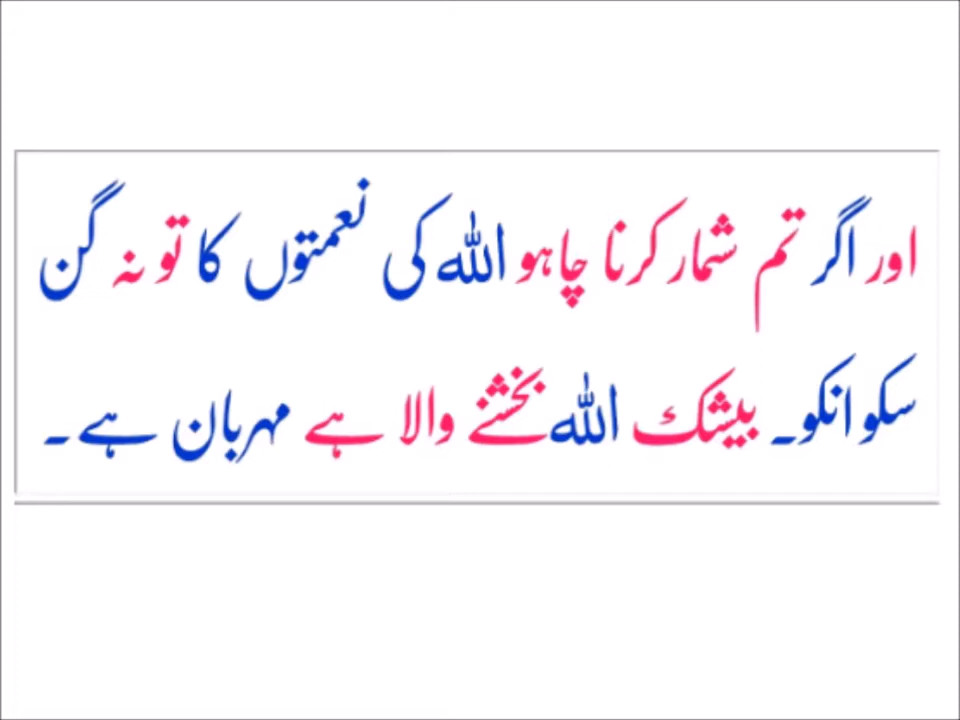 اور اگر تم شمار کرنا چاہو اللہ کی نعمتوں کا تو نہ گن
سکو انکو۔ بیشک اللہ بخشنے والا ہے مہربان ہے۔